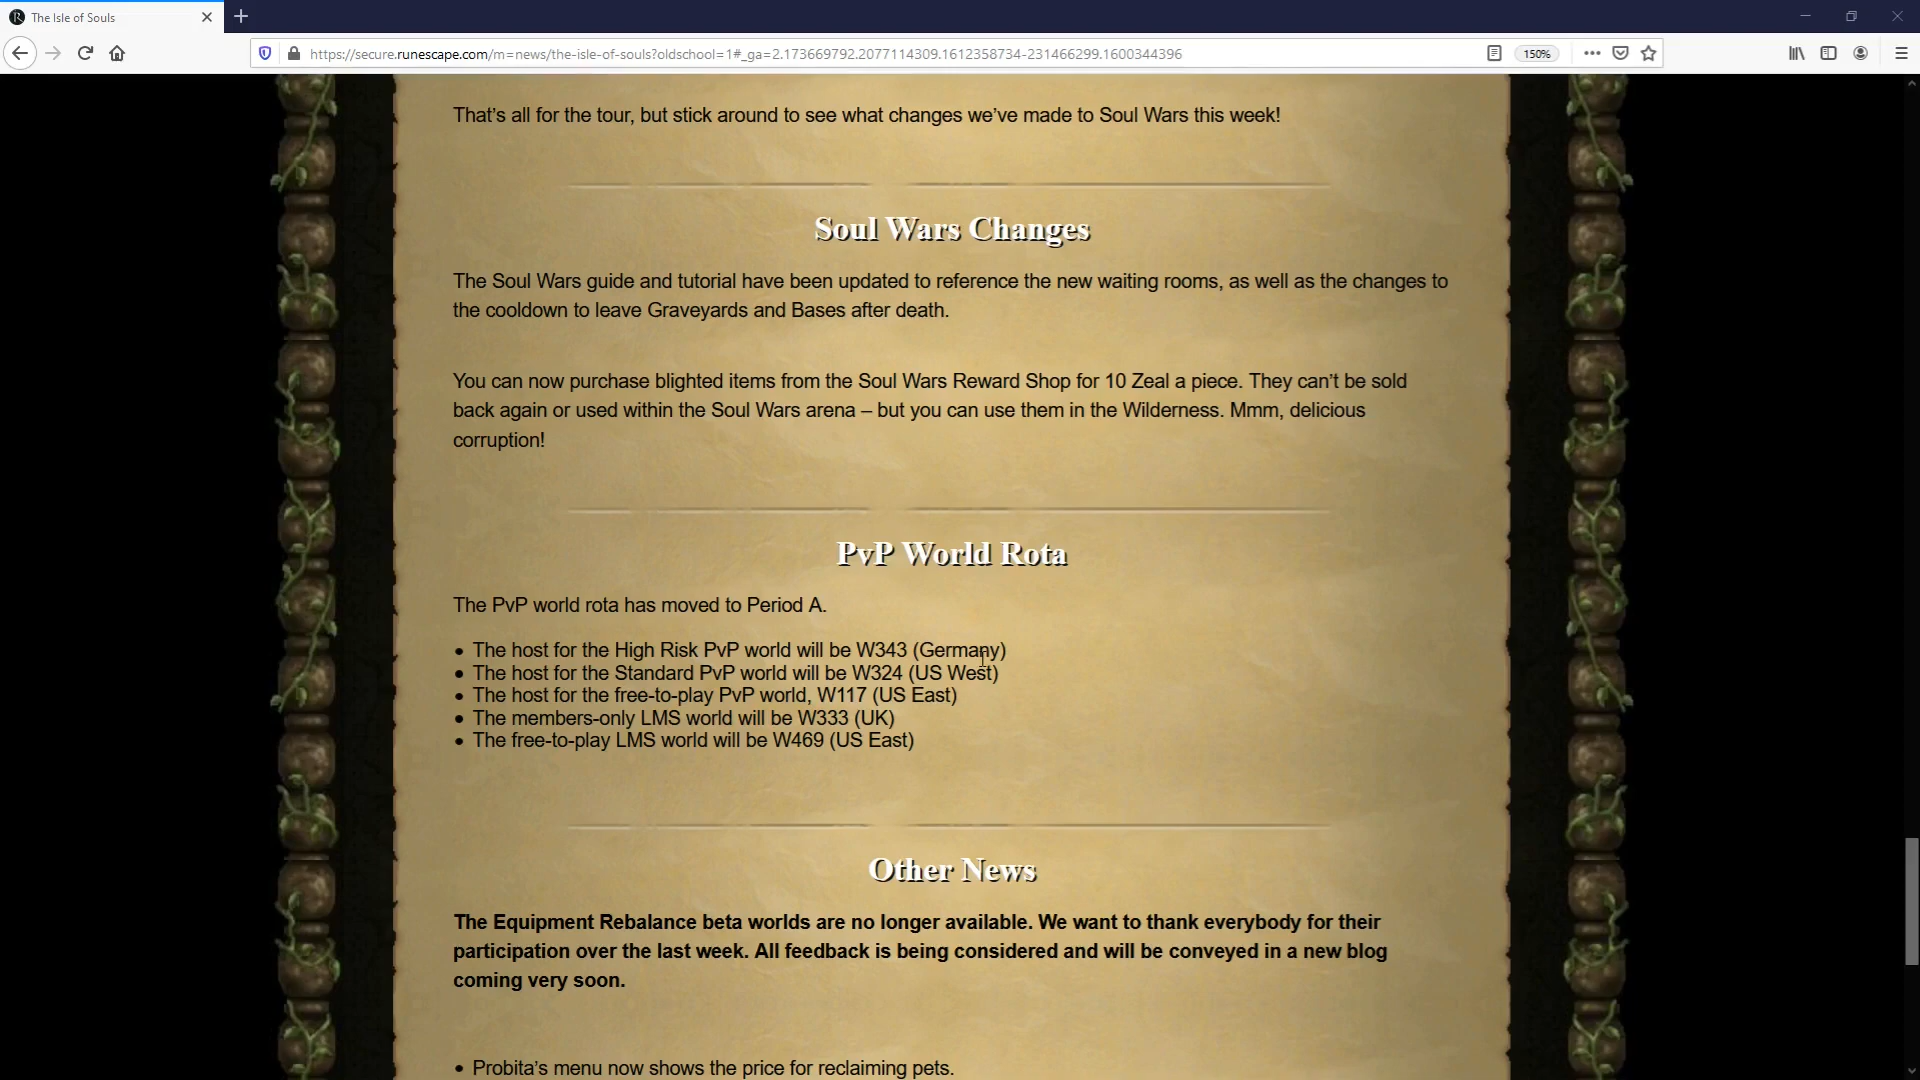 The Isle of Souls
https://secure.runescape.com/m=news/the-isle-of-souls?oldschool=1#_ga=2.173669792.2077114309.1612358734-231466299.1600344396
150%
That's all for the tour, but stick around to see what changes we've made to Soul Wars this week!
Soul Wars Changes
The Soul Wars guide and tutorial have been updated to reference the new waiting rooms, as well as the changes to
the cooldown to leave Graveyards and Bases after death.
You can now purchase blighted items from the Soul Wars Reward Shop for 10 Zeal a piece. They can't be sold
back again or used within the Soul Wars arena – but you can use them in the Wilderness. Mmm, delicious
corruption!
PvP World Rota
The PvP world rota has moved to Period A.
• The host for the High Risk PvP world will be W343 (Germany)
• The host for the Standard PvP world will be W324 (US West)
• The host for the free-to-play PvP world, W117 (US East)
• The members-only LMS world will be W333 (UK)
• The free-to-play LMS world will be W469 (US East)
Other News
The Equipment Rebalance beta worlds are no longer available. We want to thank everybody for their
participation over the last week. All feedback is being considered and will be conveyed in a new blog
coming very soon.
• Probita's menu now shows the price for reclaiming pets.